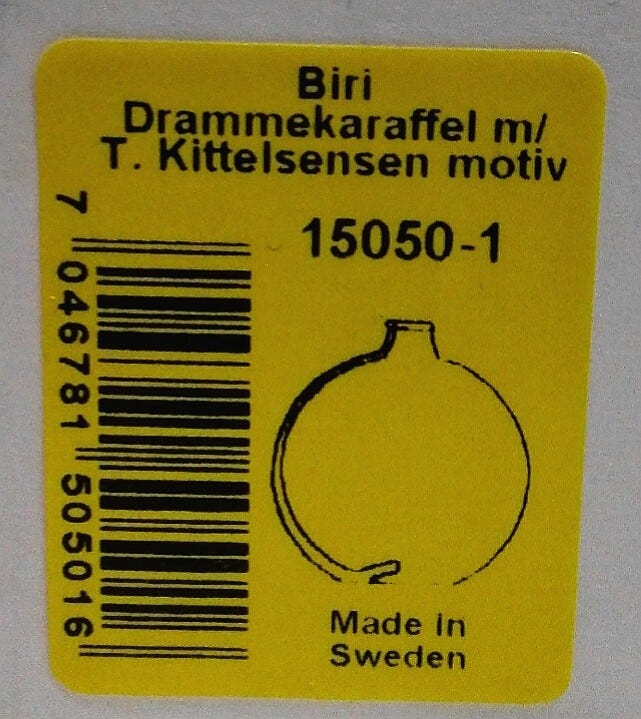 Biri
Drammekaraffel m/
T. Kittelsensen motiv
15050-1
7 046781 505016
Made in
Sweden